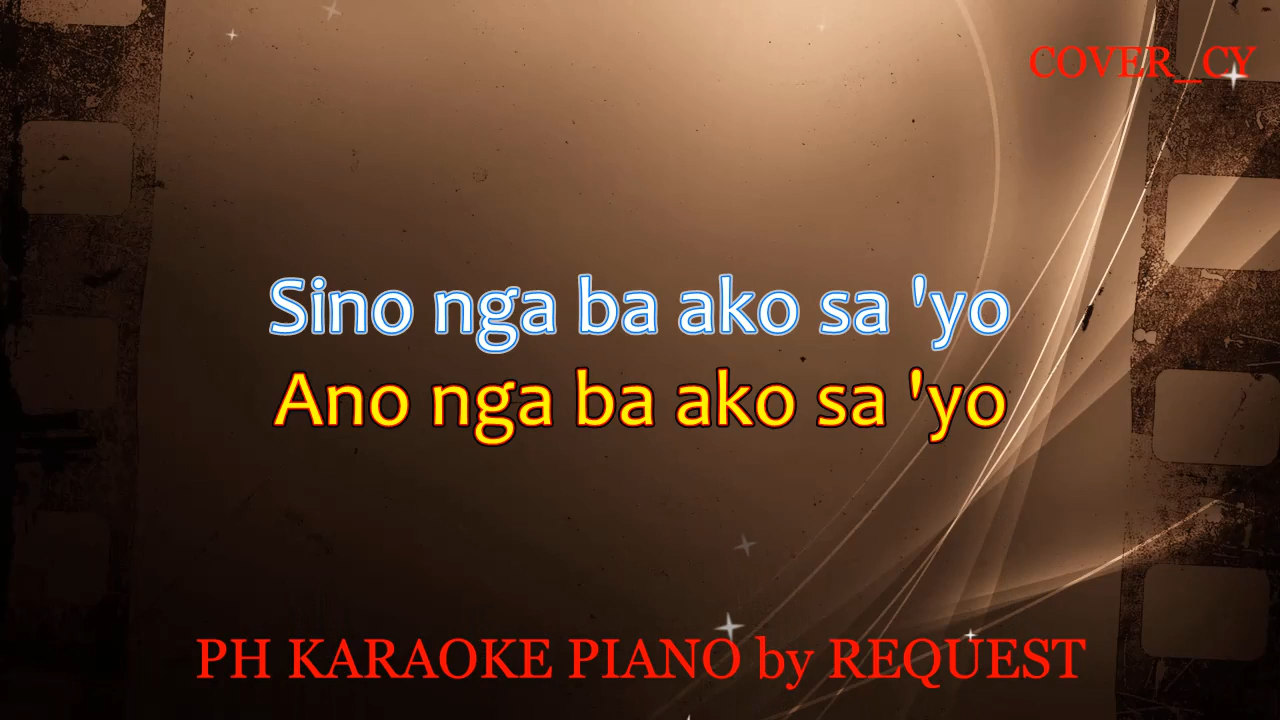 COVER_CY
Sino nga ba ako sa 'yo
Ano nga ba ako sa 'yo
PH KARAOKE PIANO by REQUEST